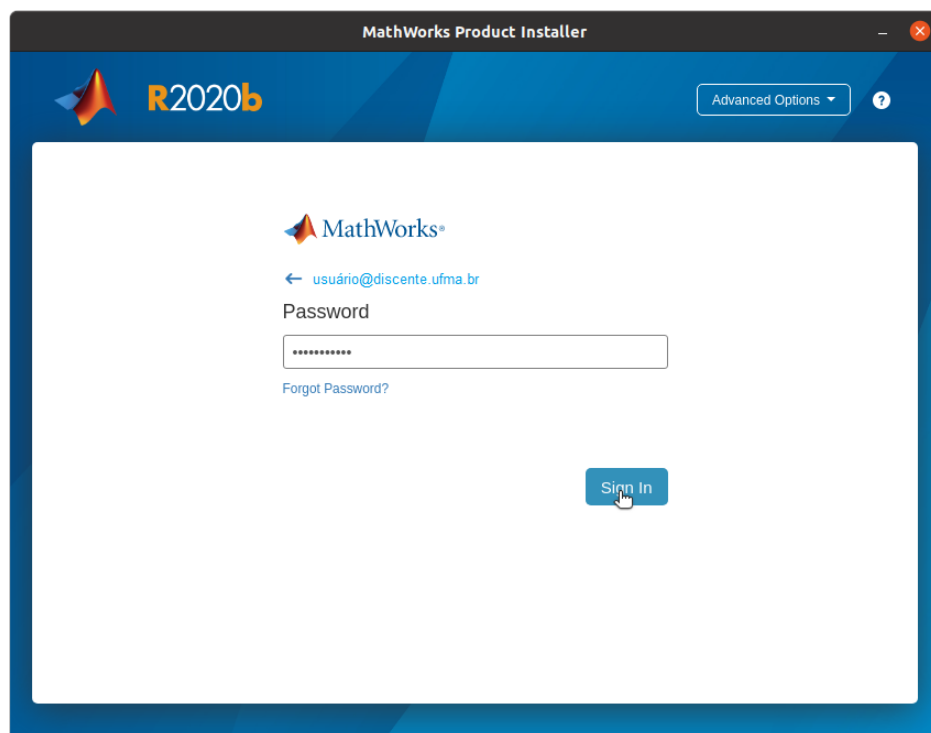 MathWorks Product Installer
R2020b
Advanced Options
?
MathWorks®
usuário@discente.ufma.br
Password
•••••••••••
Forgot Password?
Sign In